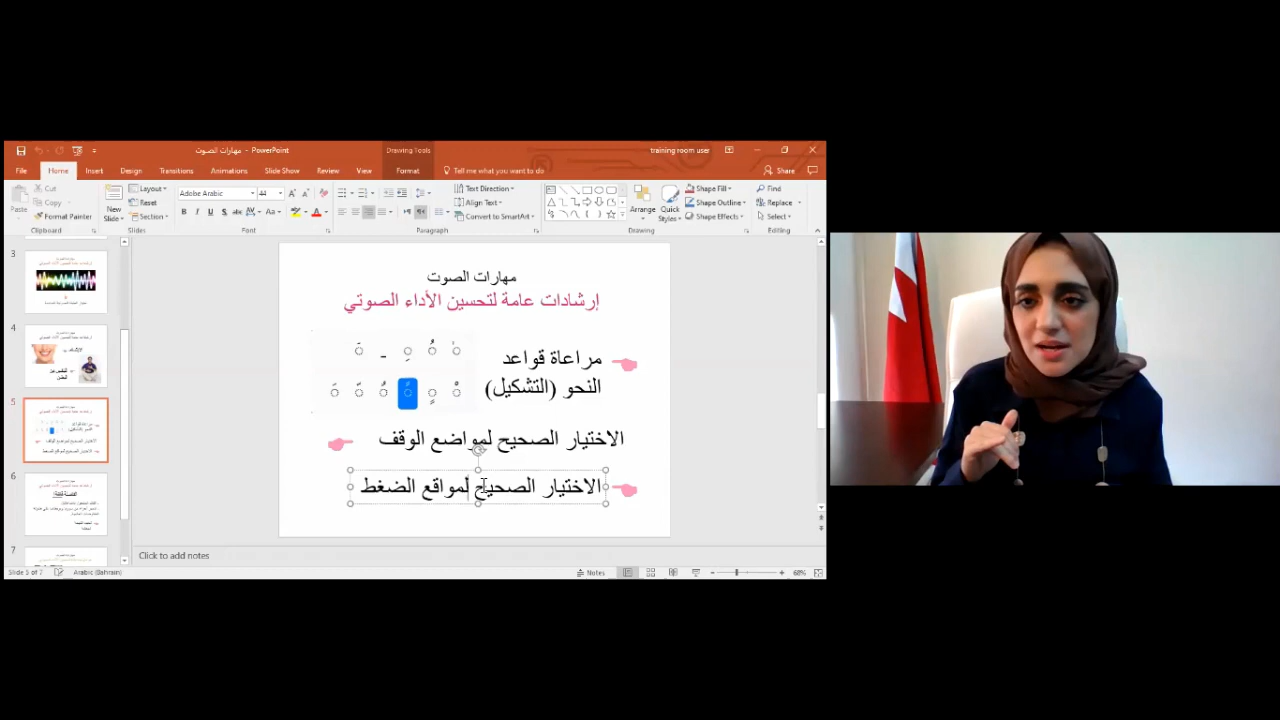 مهارات الصوت - PowerPoint
Drawing Tools
training room user
File Home Insert Design Transitions Animations Slide Show Review View Format Tell me what you want to do Share
Paste
Cut
Copy
Format Painter
Clipboard
New Slide
Layout
Reset
Section
Slides
Adobe Arabic 44
Font
Text Direction
Align Text
Convert to SmartArt
Paragraph
Arrange
Quick Styles
Shape Fill
Shape Outline
Shape Effects
Drawing
Find
Replace
Select
Editing
3
4
5
6
7
مهارات الصوت
إرشادات عامة لتحسين الأداء الصوتي
مراعاة قواعد
النحو (التشكيل)
الاختيار الصحيح لمواضع الوقف
الاختيار الصحيح لمواقع الضغط
Click to add notes
Slide 5 of 7 Arabic (Bahrain) Notes 68%